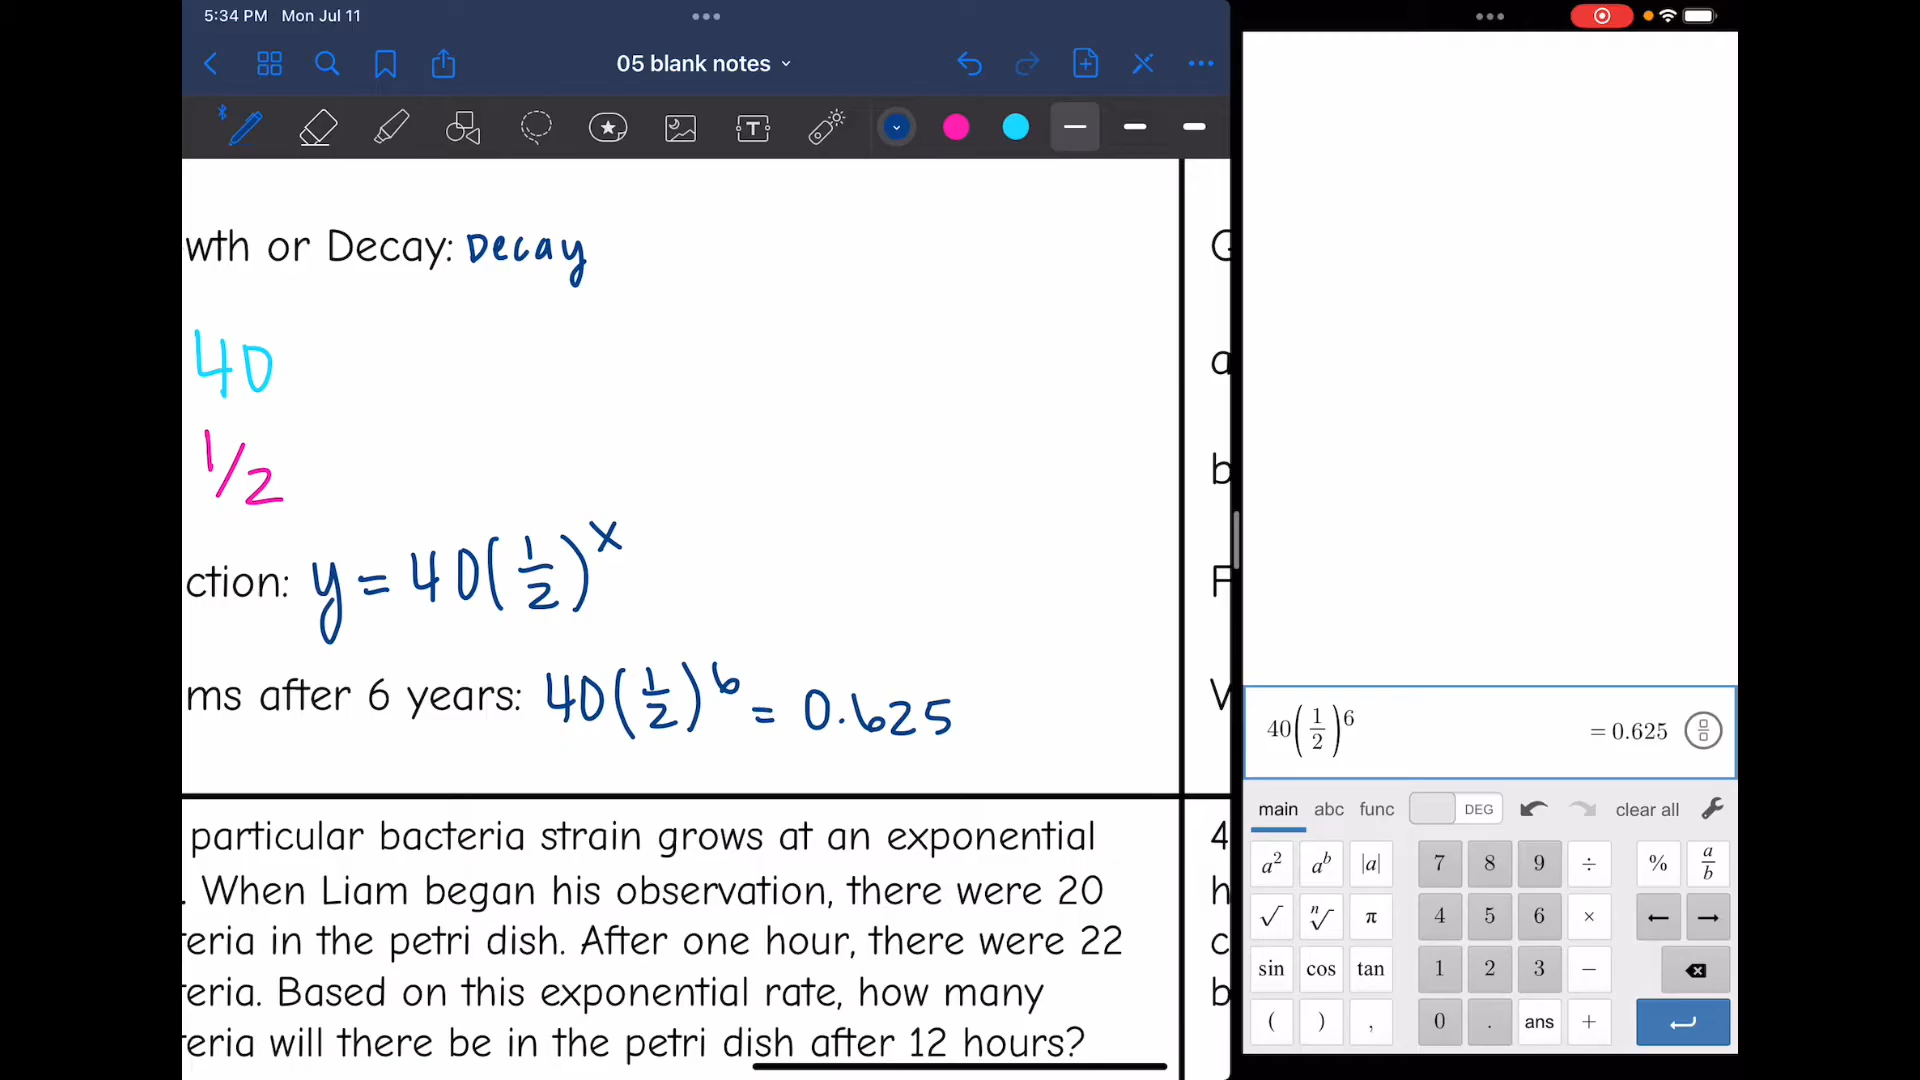 5:34 PM Mon Jul 11
05 blank notes
T
wth or Decay: Decay
40
1/2
ction: y = 40(1/2)^x
ms after 6 years: 40(1/2)^6 = 0.625
particular bacteria strain grows at an exponential
. When Liam began his observation, there were 20
teria in the petri dish. After one hour, there were 22
teria. Based on this exponential rate, how many
teria will there be in the petri dish after 12 hours?
G
a
b
F
V
4
h
c
b
40(1/2)^6 = 0.625
main abc func DEG clear all
a² a^b |a| 7 8 9 ÷ % a/b
√ ⁿ√ π 4 5 6 × ← →
sin cos tan 1 2 3 −
( ) , 0 . ans +